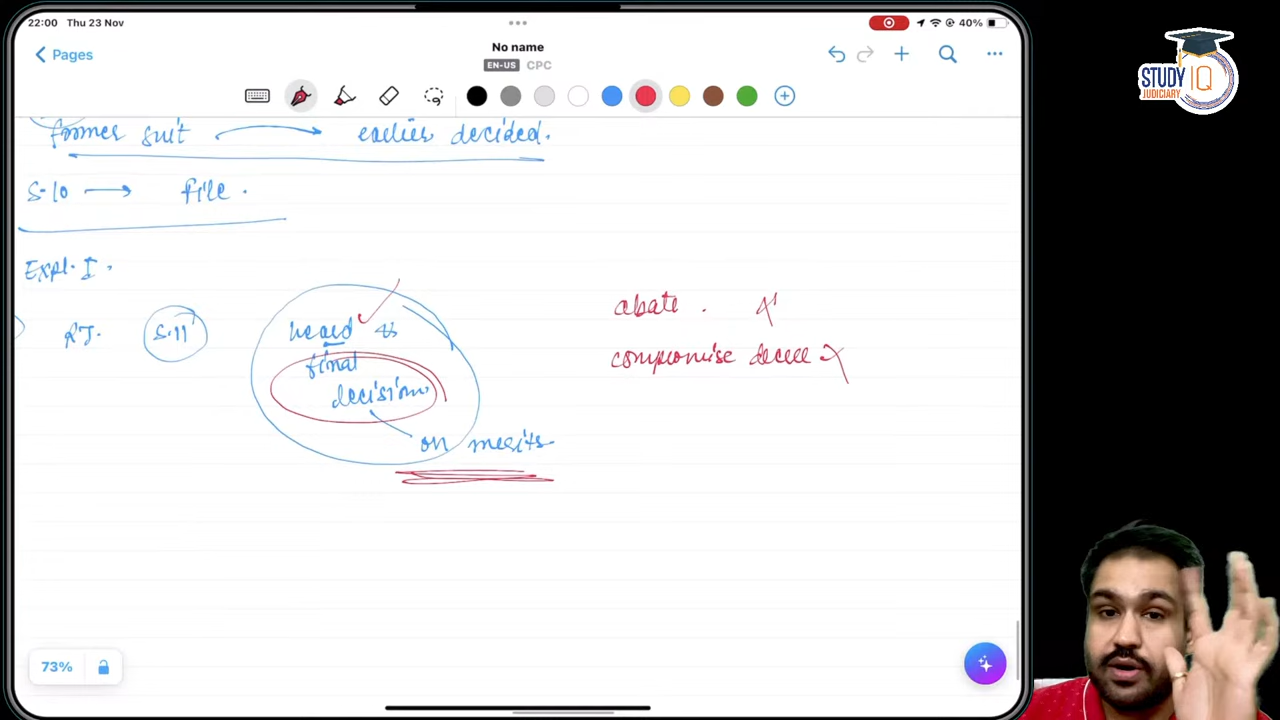 22:00 Thu 23 Nov
40%
Pages
No name
EN-US CPC
STUDY IQ
JUDICIARY
former suit → earlier decided.
S-10 → file.
Expl. I.
RJ. S-11
heard &
final
decision
on merits
abate. X
compromise decree X
73%